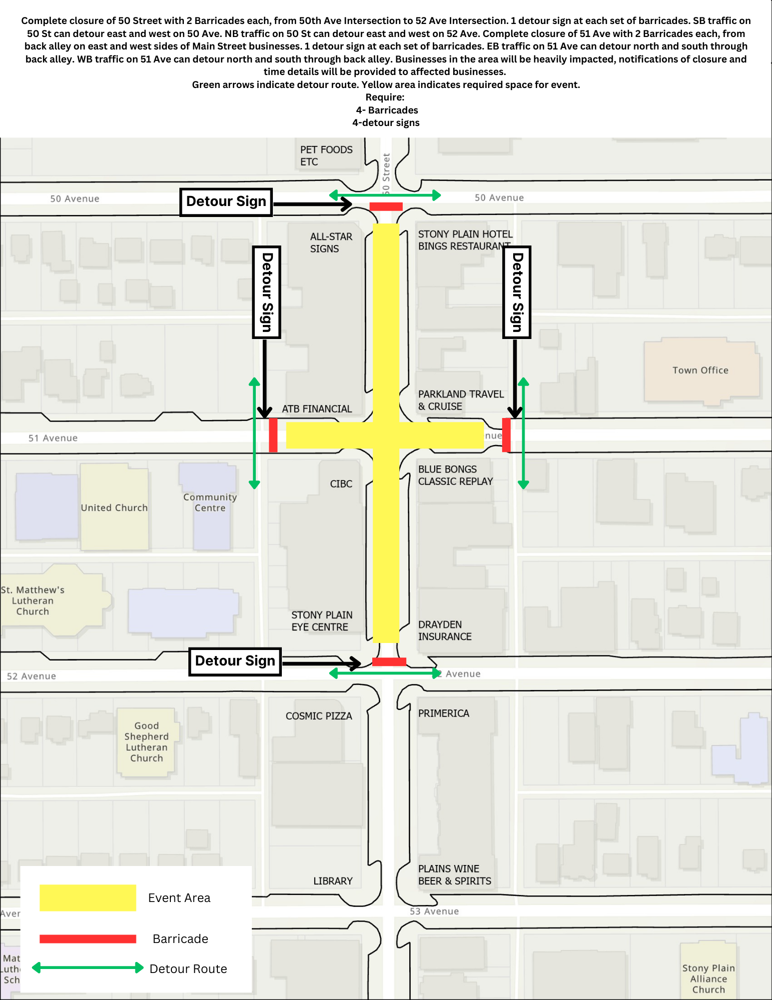 Complete closure of 50 Street with 2 Barricades each, from 50th Ave Intersection to 52 Ave Intersection. 1 detour sign at each set of barricades. SB traffic on
50 St can detour east and west on 50 Ave. NB traffic on 50 St can detour east and west on 52 Ave. Complete closure of 51 Ave with 2 Barricades each, from
back alley on east and west sides of Main Street businesses. 1 detour sign at each set of barricades. EB traffic on 51 Ave can detour north and south through
back alley. WB traffic on 51 Ave can detour north and south through back alley. Businesses in the area will be heavily impacted, notifications of closure and
time details will be provided to affected businesses.
Green arrows indicate detour route. Yellow area indicates required space for event.
Require:
4- Barricades
4-detour signs
PET FOODS
ETC
50 Street
50 Avenue
50 Avenue
Detour Sign
ALL-STAR
SIGNS
STONY PLAIN HOTEL
BINGS RESTAURANT
Detour Sign
Detour Sign
Town Office
PARKLAND TRAVEL
& CRUISE
ATB FINANCIAL
51 Avenue
nue
BLUE BONGS
CLASSIC REPLAY
CIBC
Community
Centre
United Church
St. Matthew's
Lutheran
Church
STONY PLAIN
EYE CENTRE
DRAYDEN
INSURANCE
Detour Sign
52 Avenue
2 Avenue
COSMIC PIZZA
PRIMERICA
Good
Shepherd
Lutheran
Church
PLAINS WINE
BEER & SPIRITS
LIBRARY
Event Area
53 Avenue
Aver
Barricade
Mat
Luthe
Sch
Detour Route
Stony Plain
Alliance
Church